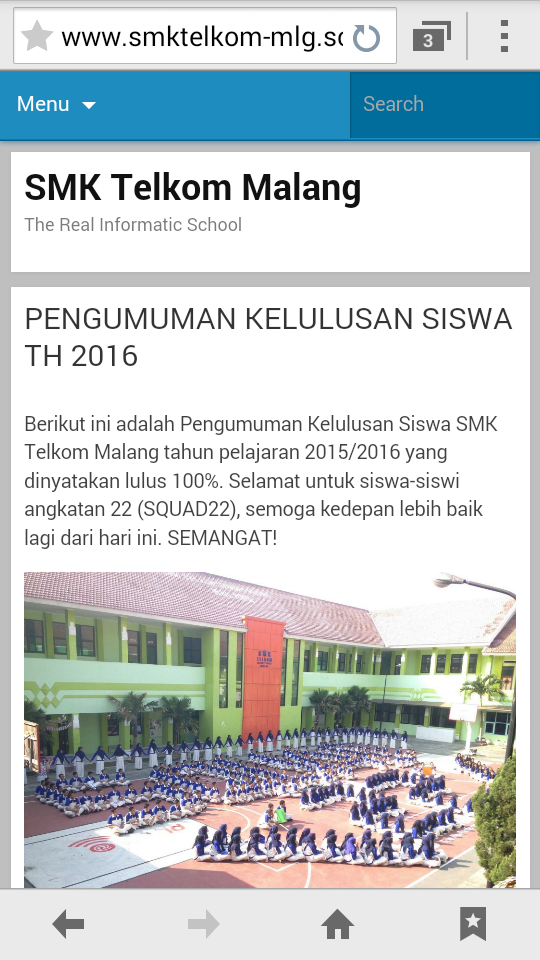 www.smktelkom-mlg.sc
3
Menu
Search
SMK Telkom Malang
The Real Informatic School
PENGUMUMAN KELULUSAN SISWA
TH 2016
Berikut ini adalah Pengumuman Kelulusan Siswa SMK
Telkom Malang tahun pelajaran 2015/2016 yang
dinyatakan lulus 100%. Selamat untuk siswa-siswi
angkatan 22 (SQUAD22), semoga kedepan lebih baik
lagi dari hari ini. SEMANGAT!